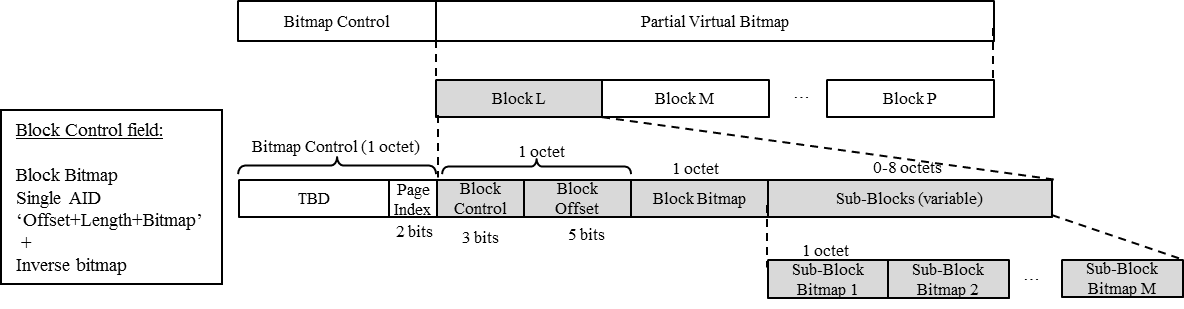 Bitmap Control
Partial Virtual Bitmap
Block L
Block M
...
Block P
Block Control field:
Block Bitmap
Single AID
‘Offset+Length+Bitmap’
+
Inverse bitmap
Bitmap Control (1 octet)
1 octet
1 octet
0-8 octets
TBD
Page
Index
Block
Control
Block
Offset
Block Bitmap
Sub-Blocks (variable)
2 bits
3 bits
5 bits
1 octet
Sub-Block
Bitmap 1
Sub-Block
Bitmap 2
...
Sub-Block
Bitmap M